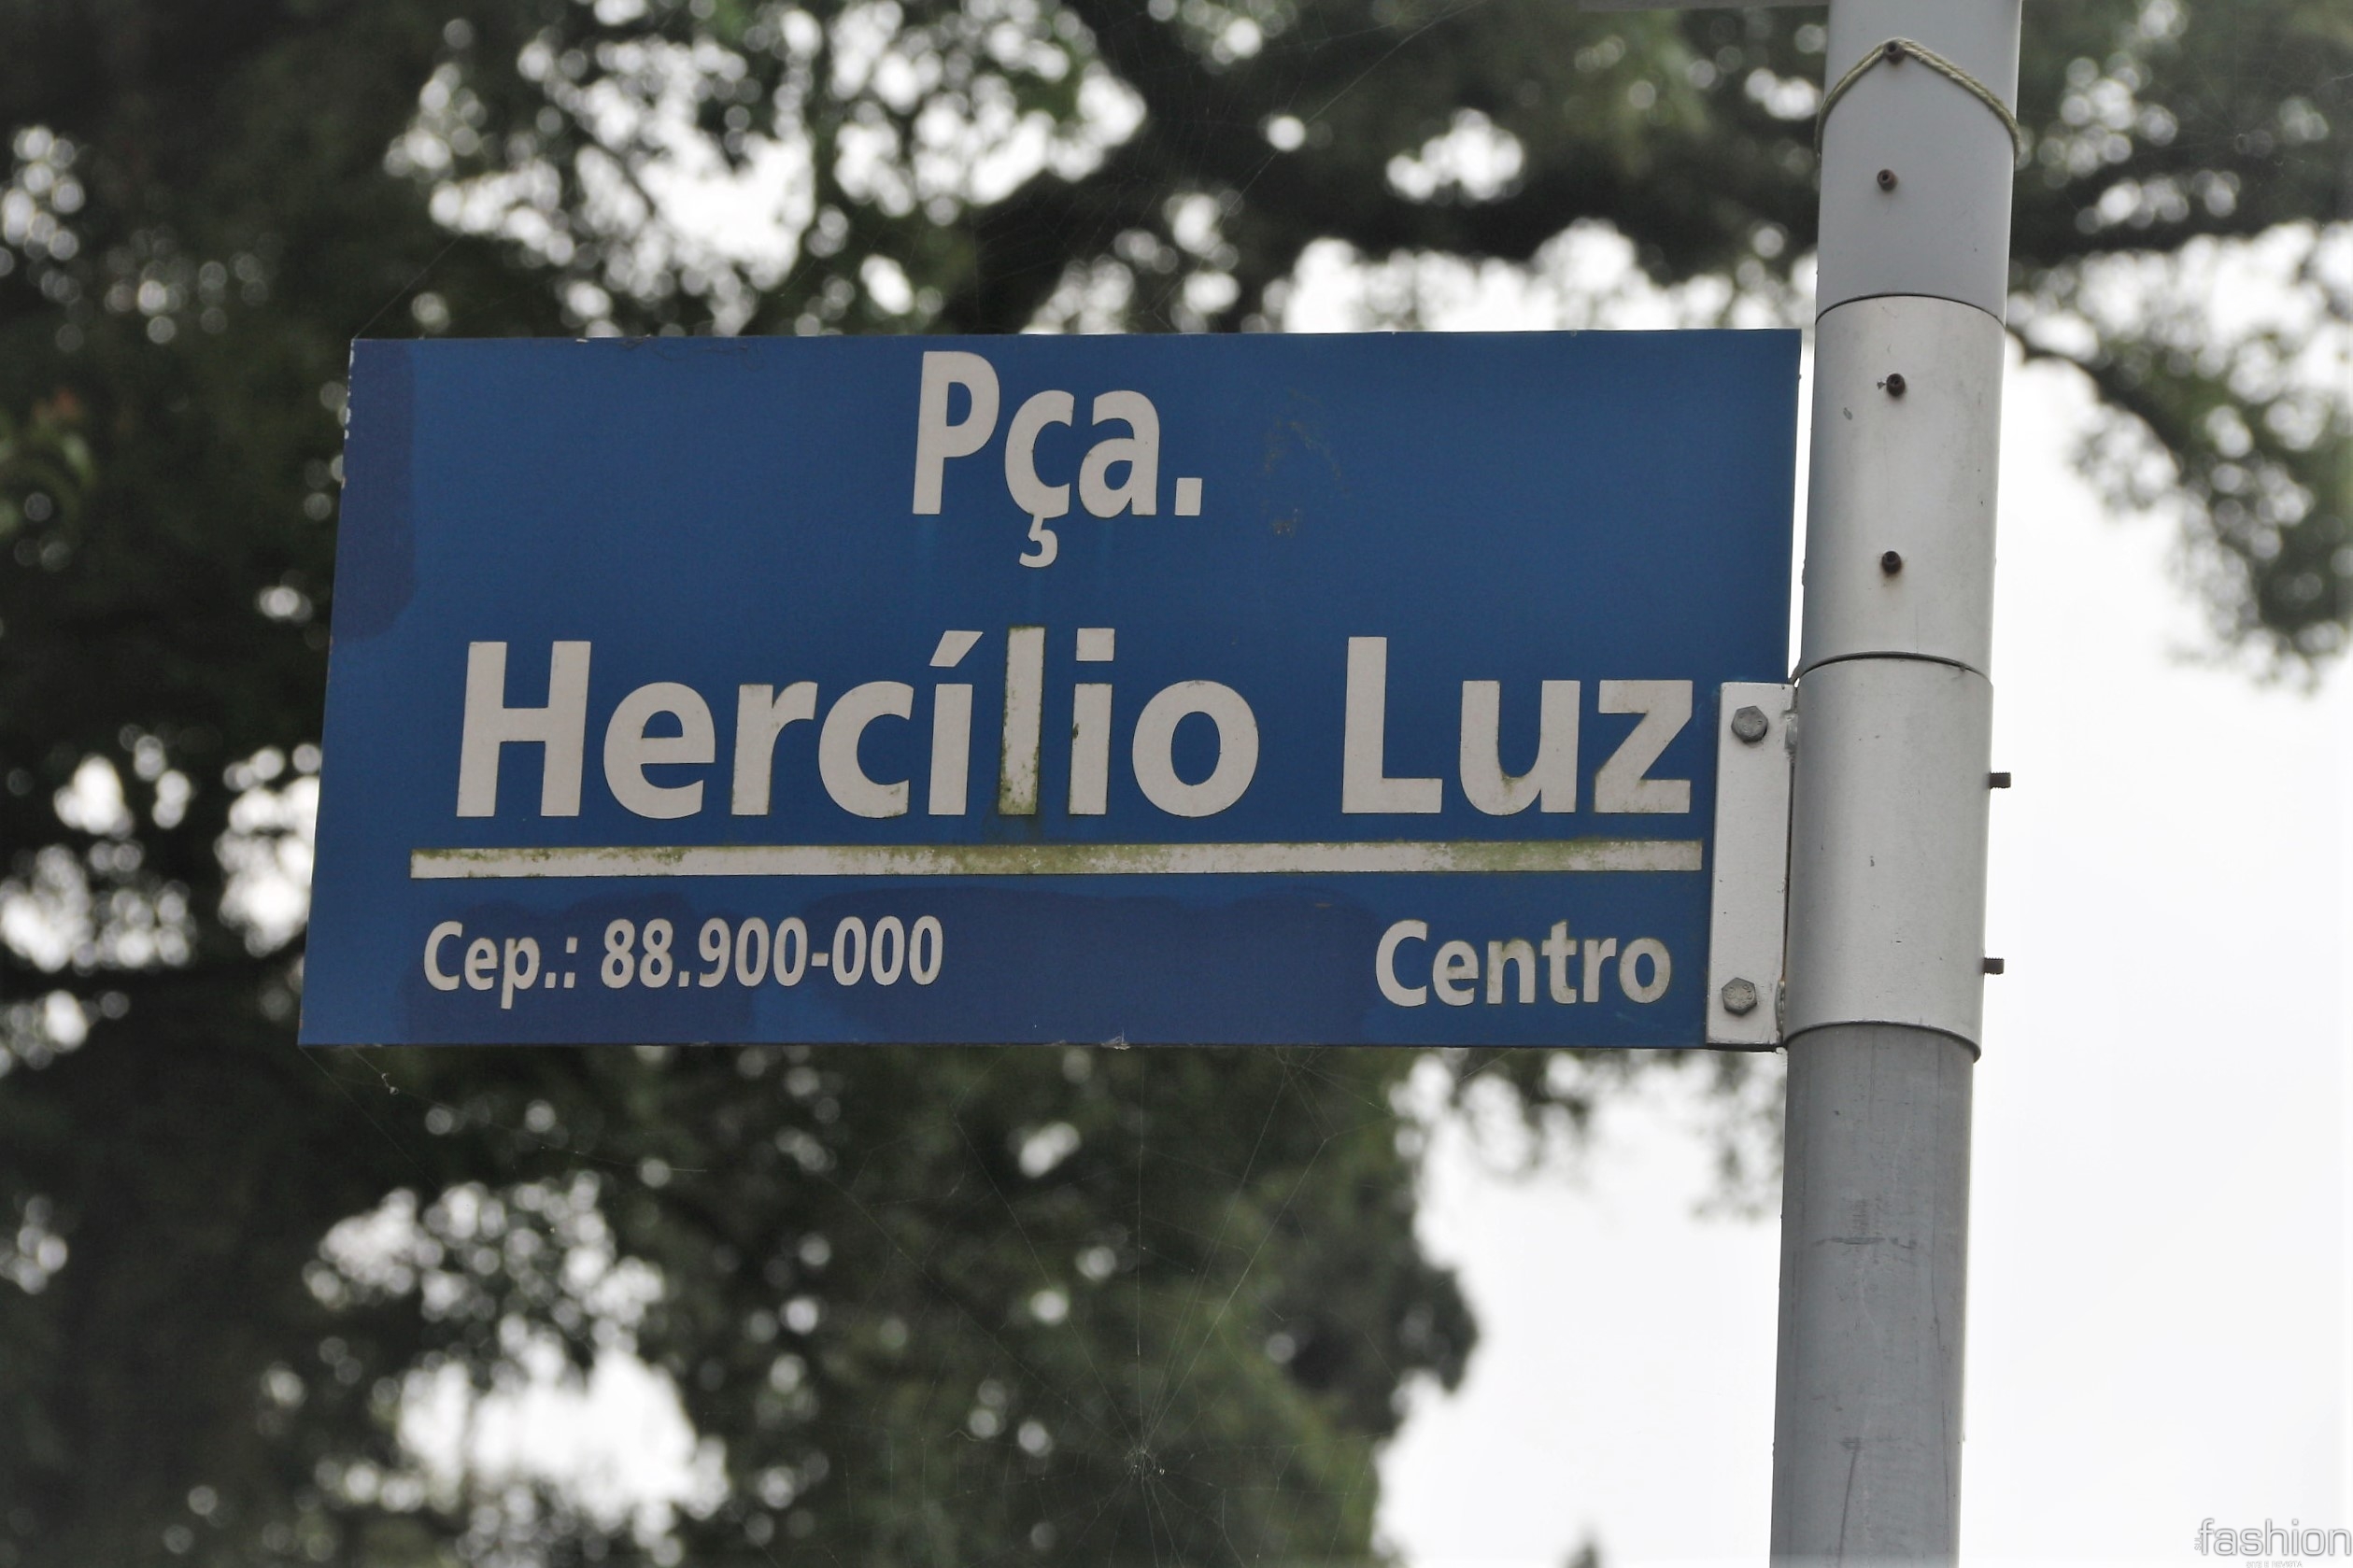 Pça.
Hercílio Luz
Cep.: 88.900-000 Centro
fashion